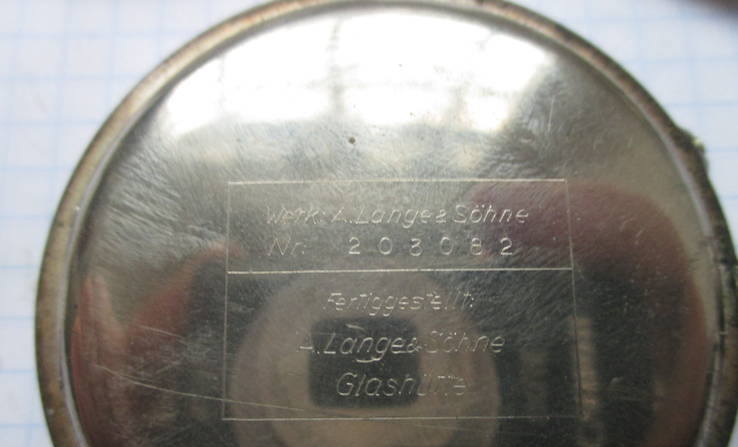 Werk: A. Lange & Söhne
Nr. 203082
Fertiggestellt:
A. Lange & Söhne
Glashütte